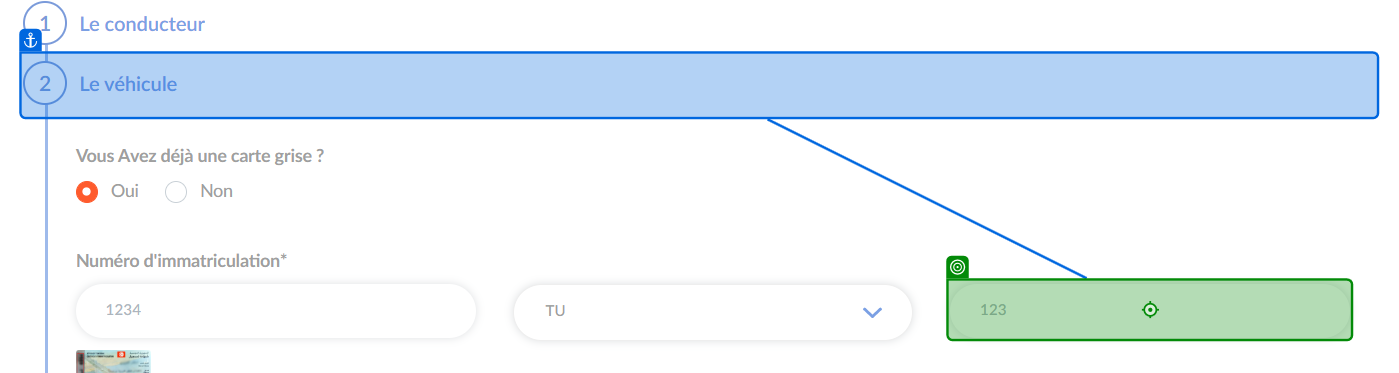 1 Le conducteur
2 Le véhicule
Vous Avez déjà une carte grise ?
Oui Non
Numéro d'immatriculation*
1234 TU 123